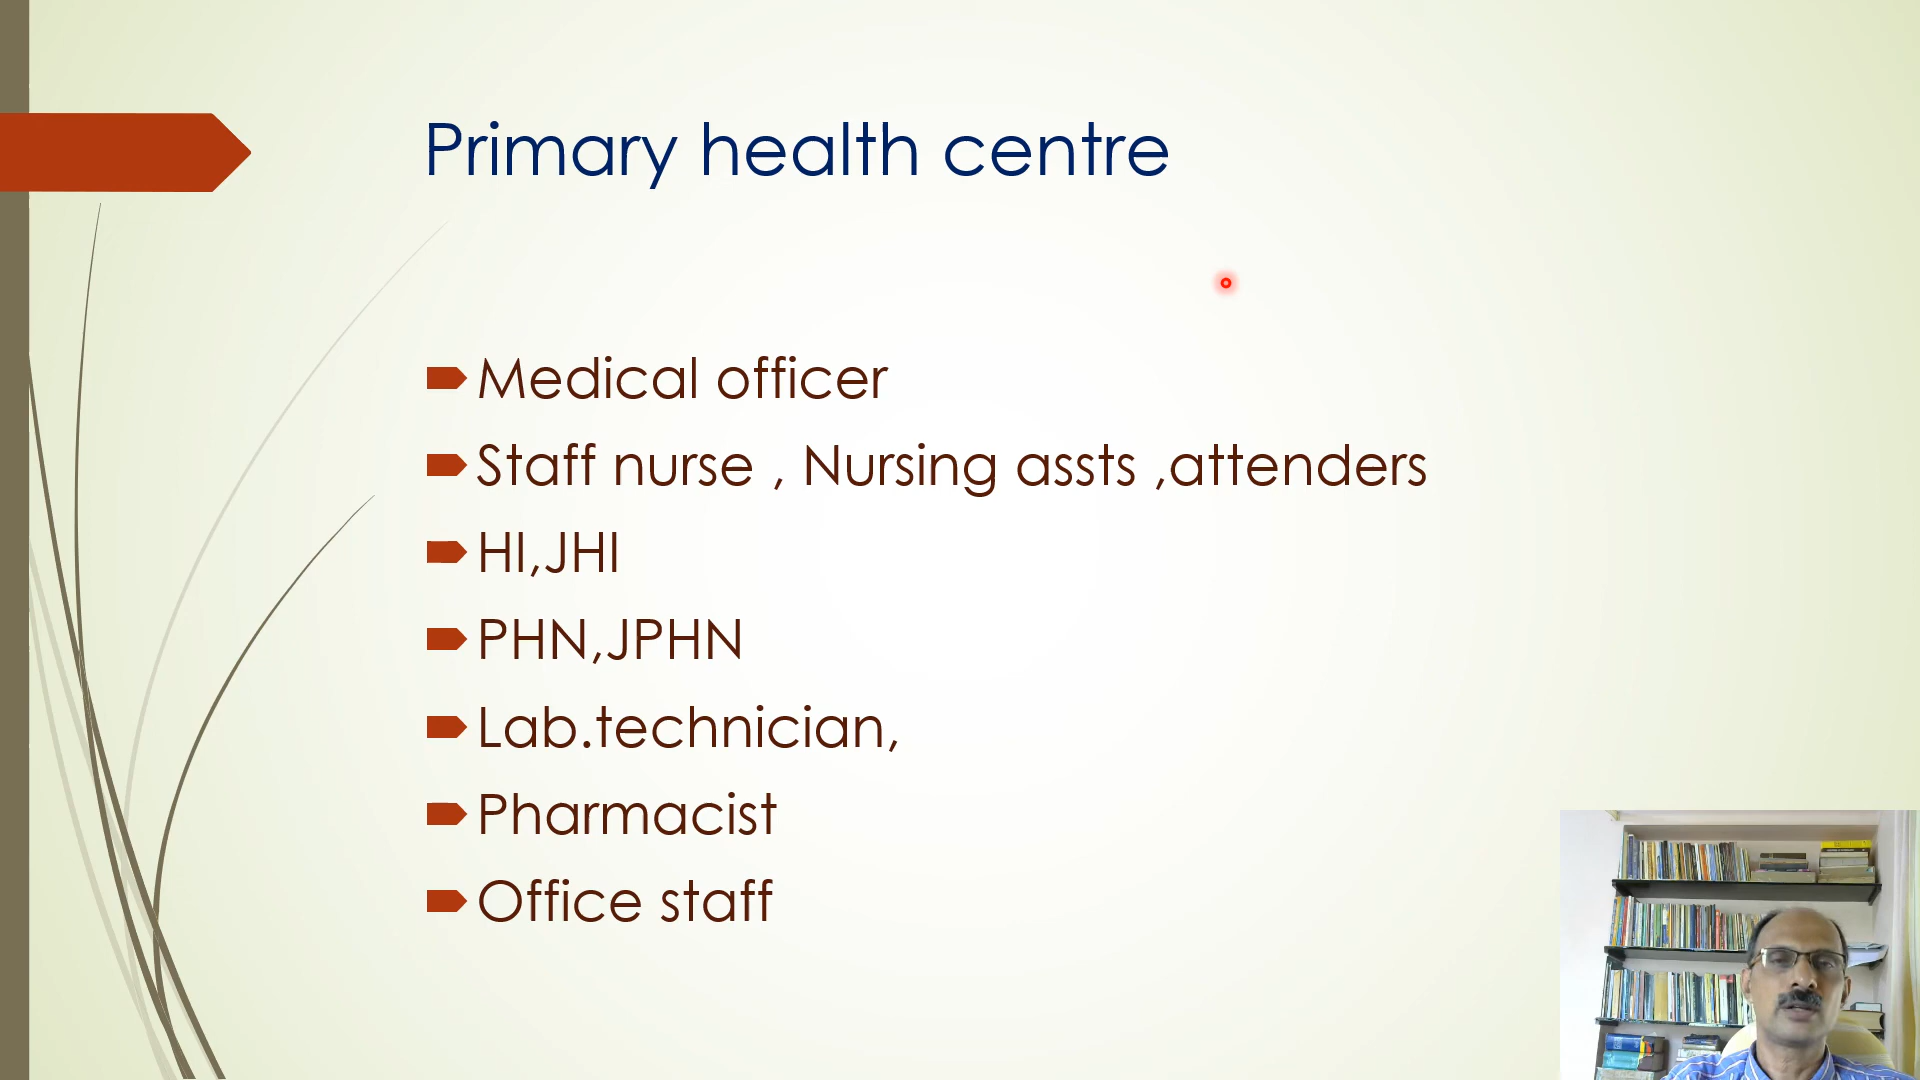 Primary health centre
Medical officer
Staff nurse , Nursing assts ,attenders
HI,JHI
PHN,JPHN
Lab.technician,
Pharmacist
Office staff